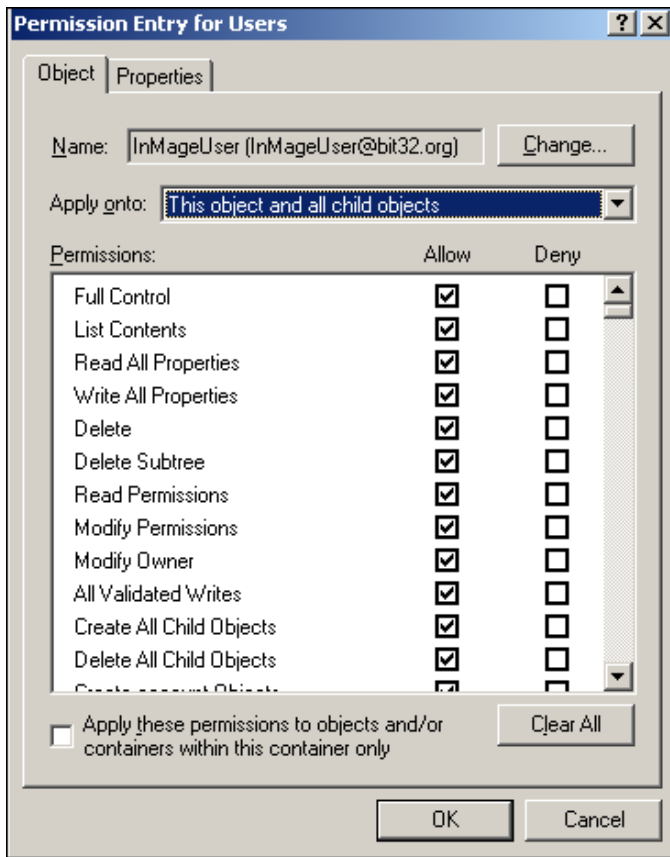 Permission Entry for Users
Object Properties
Name: InMageUser (InMageUser@bit32.org) Change...
Apply onto: This object and all child objects
Permissions: Allow Deny
Full Control
List Contents
Read All Properties
Write All Properties
Delete
Delete Subtree
Read Permissions
Modify Permissions
Modify Owner
All Validated Writes
Create All Child Objects
Delete All Child Objects
Create account Objects
Apply these permissions to objects and/or Clear All
containers within this container only
OK Cancel